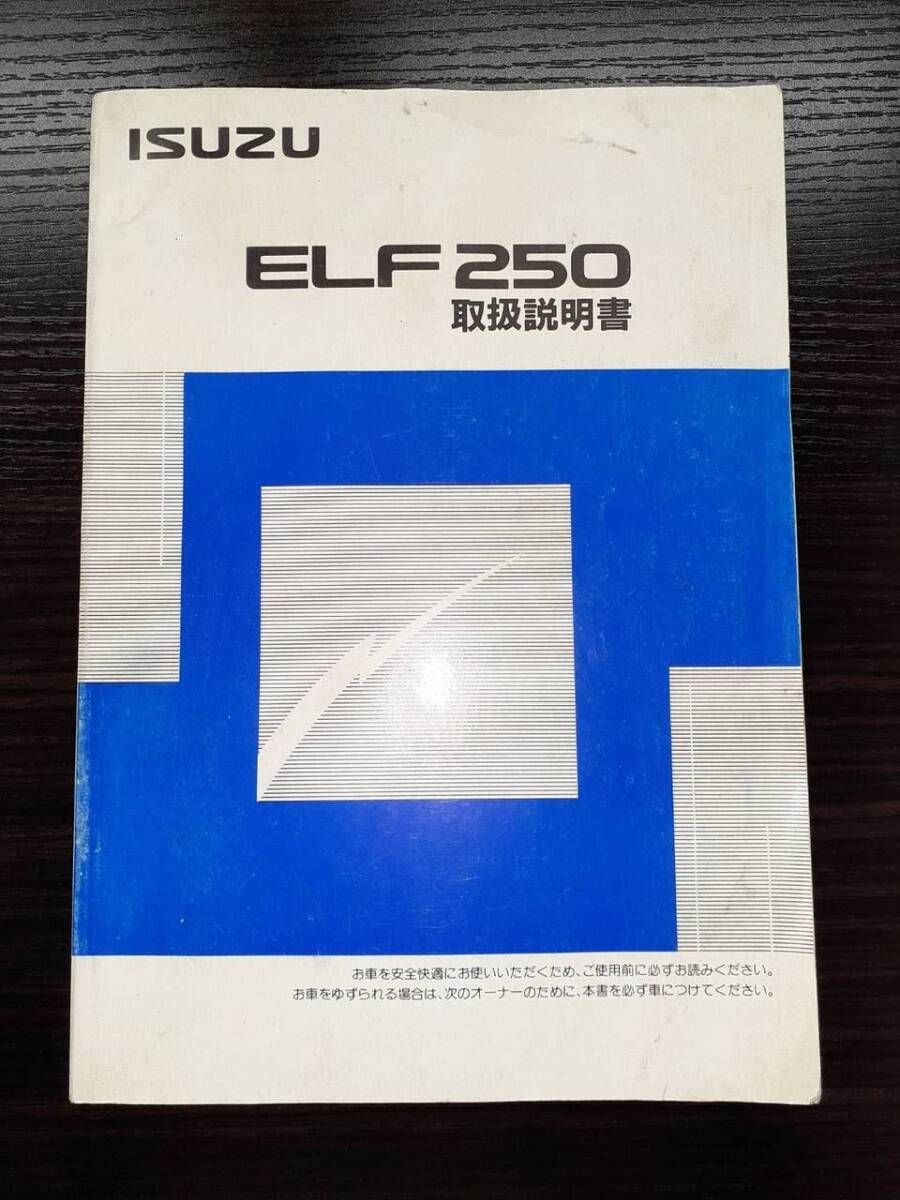 ISUZU
ELF 250
取扱説明書
お車を安全快適にお使いいただくため、ご使用前に必ずお読みください。
お車をゆずられる場合は、次のオーナーのために、本書を必ず車につけてください。